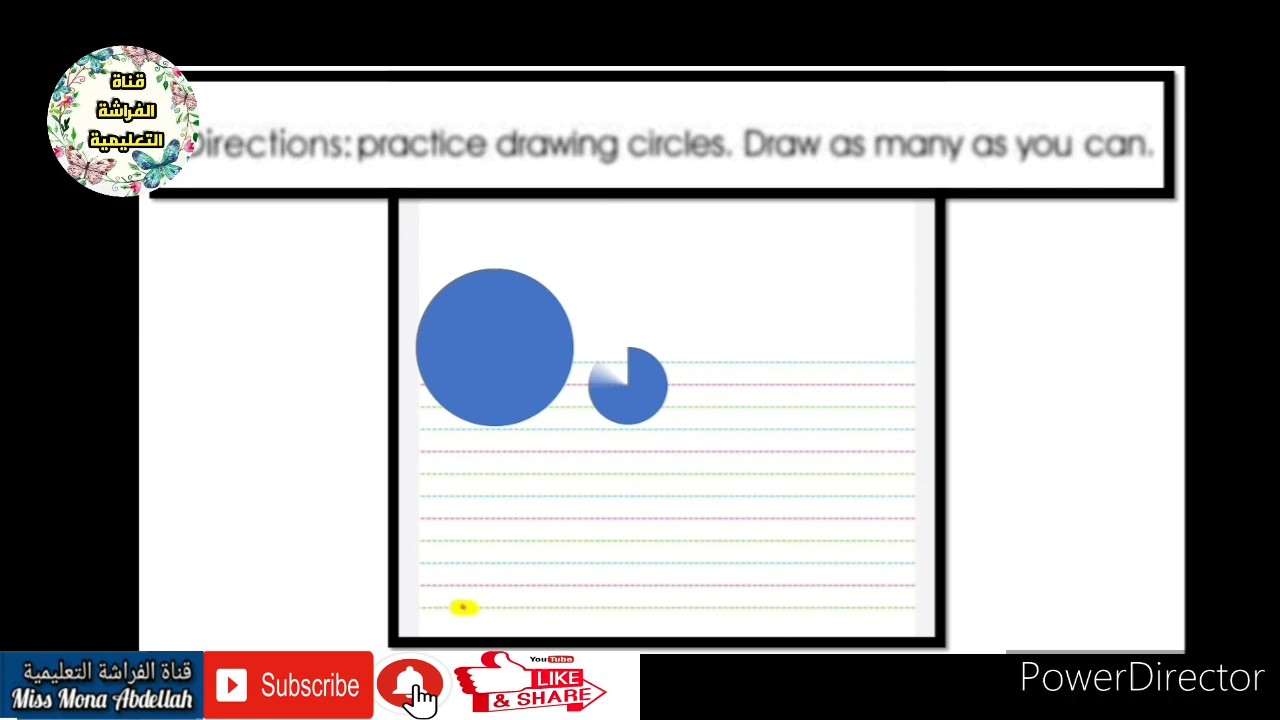 قناة
الفراشة
التعليمية
Directions: practice drawing circles. Draw as many as you can.
قناة الفراشة التعليمية
Miss Mona Abdellah
Subscribe
YouTube
LIKE
& SHARE
PowerDirector